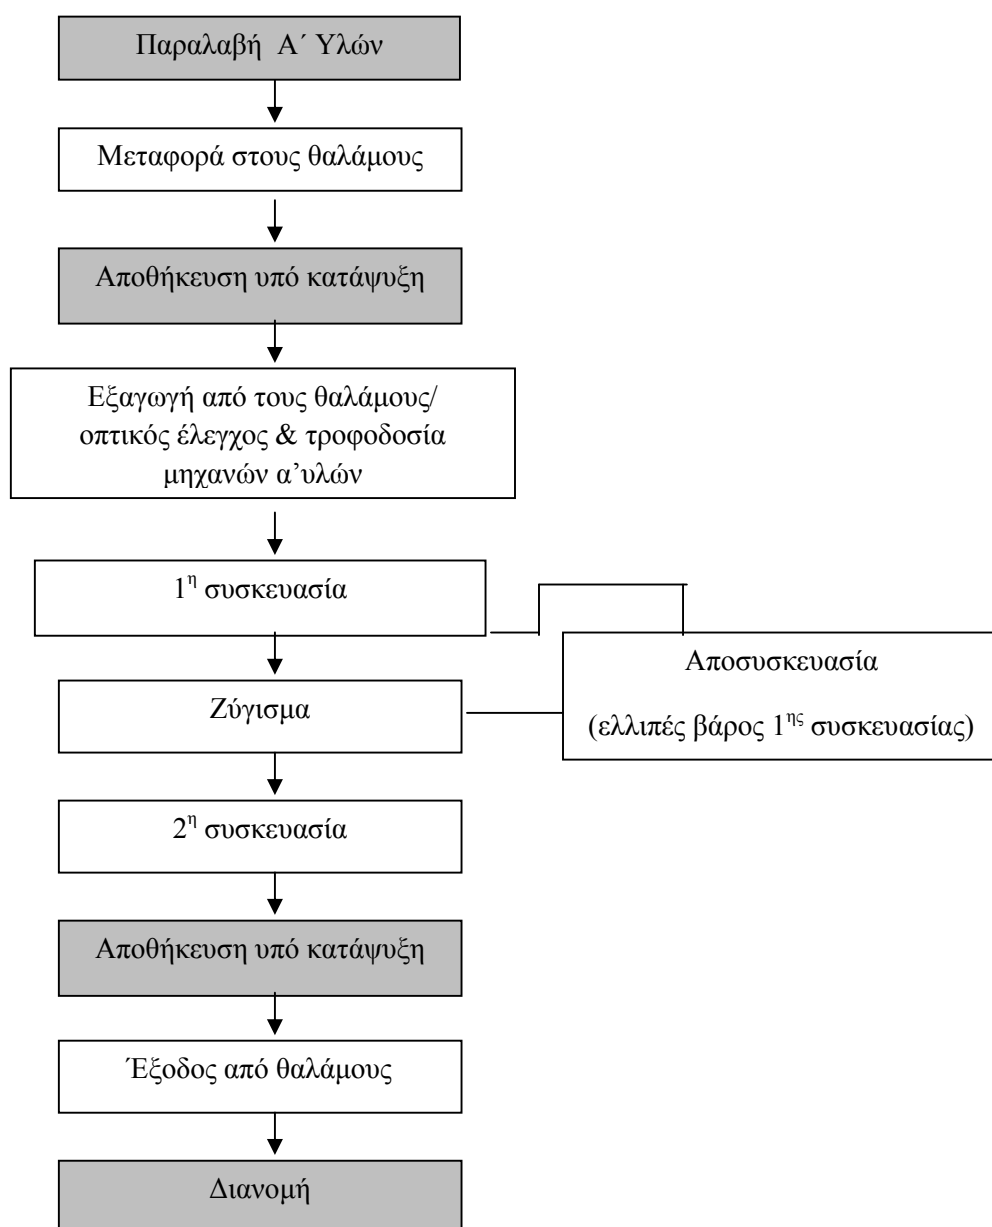 Παραλαβή Α΄ Υλών
Μεταφορά στους θαλάμους
Αποθήκευση υπό κατάψυξη
Εξαγωγή από τους θαλάμους/
οπτικός έλεγχος & τροφοδοσία
μηχανών α’υλών
1η συσκευασία
Αποσυσκευασία
(ελλιπές βάρος 1ης συσκευασίας)
Ζύγισμα
2η συσκευασία
Αποθήκευση υπό κατάψυξη
Έξοδος από θαλάμους
Διανομή